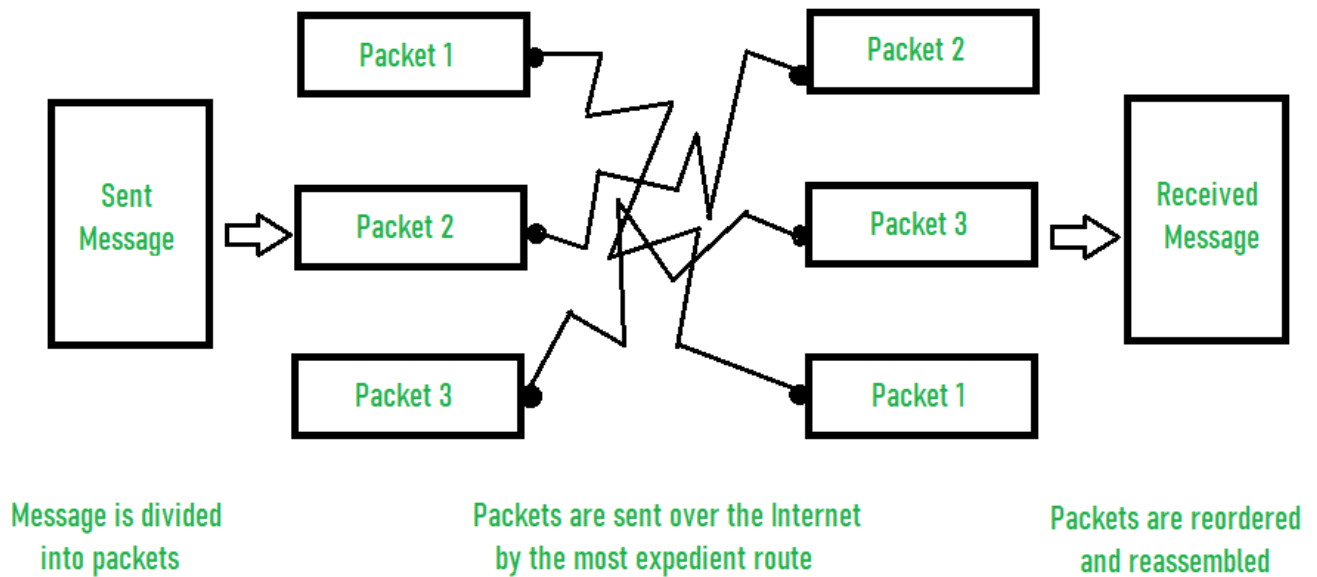 Sent
Message
Packet 1
Packet 2
Packet 3
Packet 2
Packet 3
Packet 1
Received
Message
Message is divided
into packets
Packets are sent over the Internet
by the most expedient route
Packets are reordered
and reassembled